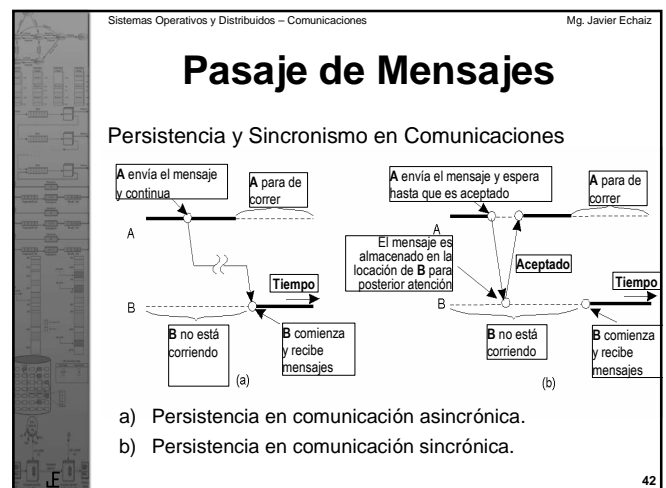 Sistemas Operativos y Distribuidos – Comunicaciones
Mg. Javier Echaiz
Pasaje de Mensajes
Persistencia y Sincronismo en Comunicaciones
A envía el mensaje
y continua
A para de
correr
A
Tiempo
B
B no está
corriendo
B comienza
y recibe
mensajes
(a)
A envía el mensaje y espera
hasta que es aceptado
A para de
correr
A
El mensaje es
almacenado en la
locación de B para
posterior atención
Aceptado
Tiempo
B
B no está
corriendo
B comienza
y recibe
mensajes
(b)
a) Persistencia en comunicación asincrónica.
b) Persistencia en comunicación sincrónica.
JE
42